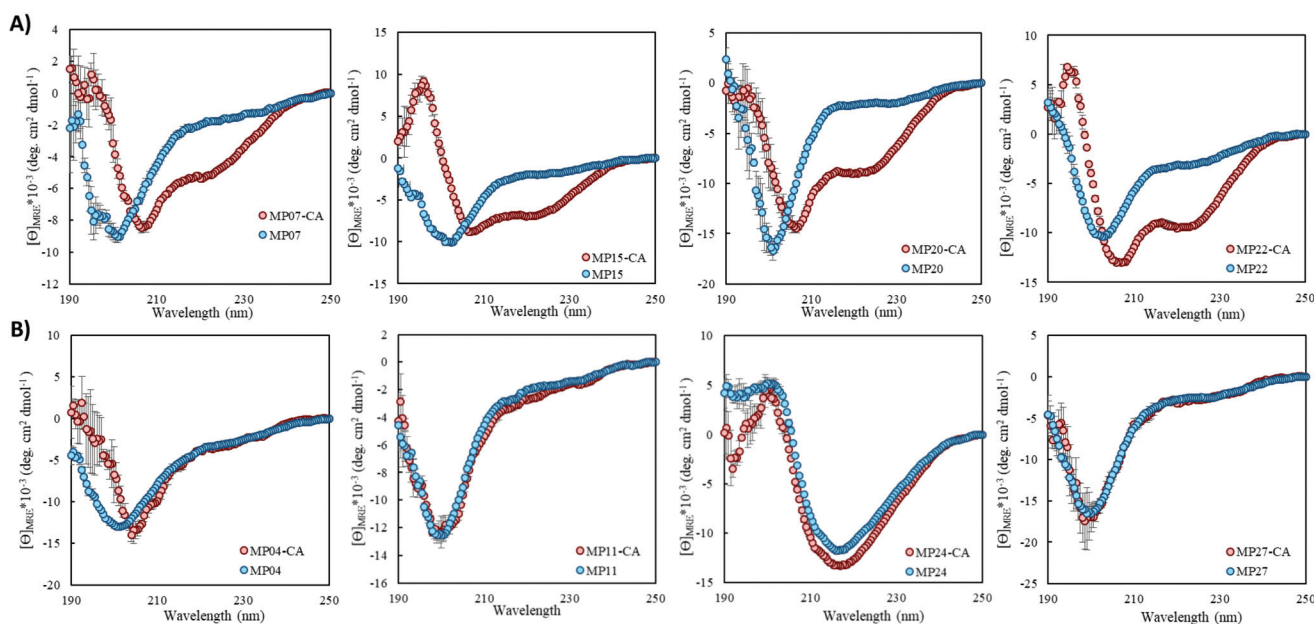 A)
[Θ]MRE*10-3 (deg. cm2 dmol-1)
4
2
0
-2
-4
-6
-8
-10
-12
190
210
230
250
Wavelength (nm)
MP07-CA
MP07
[Θ]MRE*10-3 (deg. cm2 dmol-1)
15
10
5
0
-5
-10
-15
190
210
230
250
Wavelength (nm)
MP15-CA
MP15
[Θ]MRE*10-3 (deg. cm2 dmol-1)
5
0
-5
-10
-15
-20
190
210
230
250
Wavelength (nm)
MP20-CA
MP20
[Θ]MRE*10-3 (deg. cm2 dmol-1)
10
5
0
-5
-10
-15
190
210
230
250
Wavelength (nm)
MP22-CA
MP22
B)
[Θ]MRE*10-3 (deg. cm2 dmol-1)
10
5
0
-5
-10
-15
-20
190
210
230
250
Wavelength (nm)
MP04-CA
MP04
[Θ]MRE*10-3 (deg. cm2 dmol-1)
2
0
-2
-4
-6
-8
-10
-12
-14
-16
190
210
230
250
Wavelength
MP11-CA
MP11
[Θ]MRE*10-3 (deg. cm2 dmol-1)
10
5
0
-5
-10
-15
190
210
230
250
Wavelength (nm)
MP24-CA
MP24
[Θ]MRE*10-3 (deg. cm2 dmol-1)
5
0
-5
-10
-15
-20
-25
190
210
230
250
Wavelength (nm)
MP27-CA
MP27